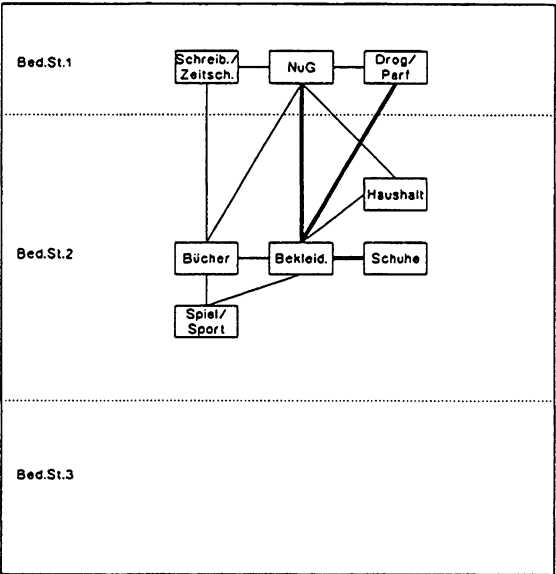 Bed.St.1
Schreib./
Zeitsch.
NuG
Drog/
Parf
Haushalt
Bed.St.2
Bücher
Bekleid.
Schuhe
Spiel/
Sport
Bed.St.3